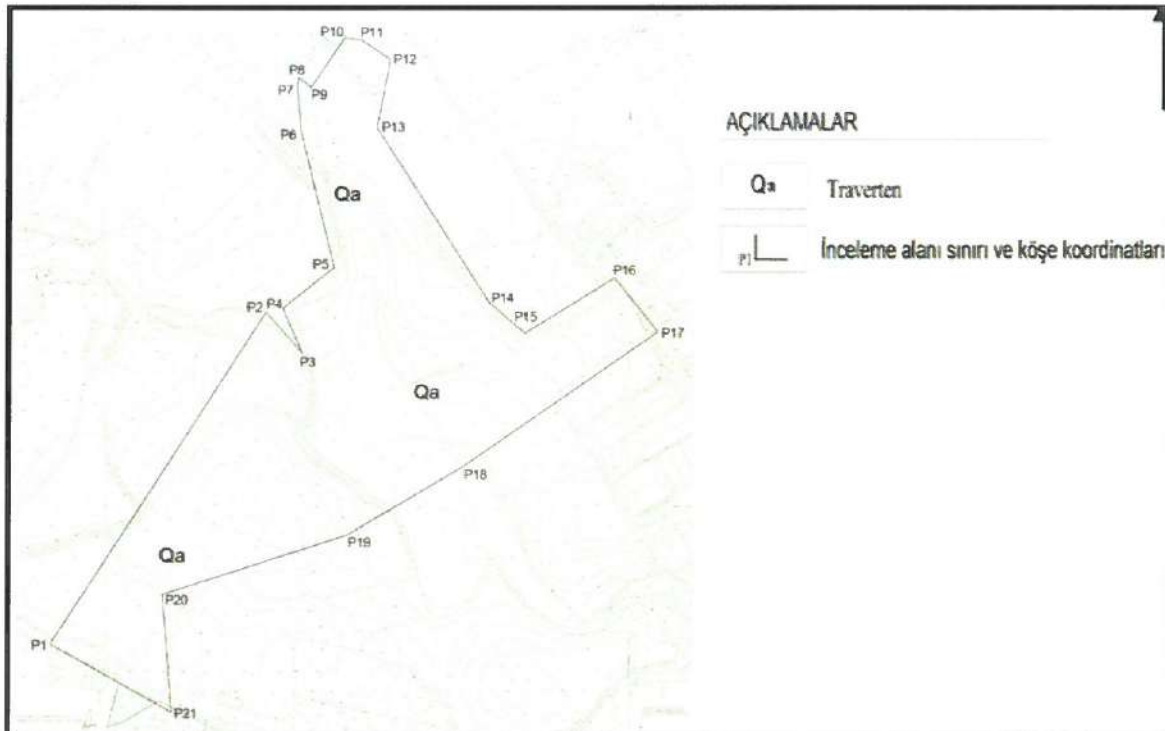 P10 P11
P12
P8
P7
P9
P6
P13
Qa
P5
P2 P4
P3
P14
P15
P16
P17
Qa
P18
P19
Qa
P20
P1
P21
AÇIKLAMALAR
Qa Traverten
P1 İnceleme alanı sınırı ve köşe koordinatları